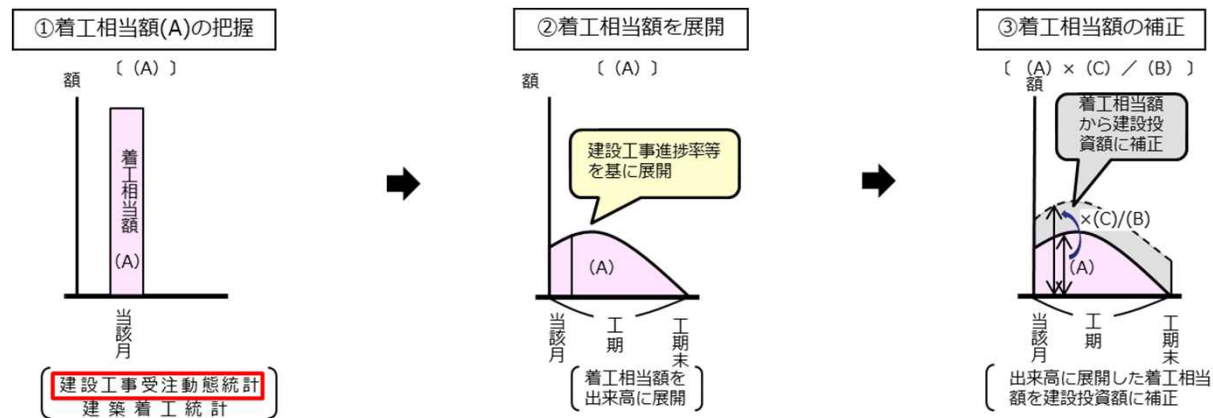 ①着工相当額(A)の把握
〔 (A) 〕
額
着工相当額
(A)
当該月
建設工事受注動態統計
建築着工統計
②着工相当額を展開
〔 (A) 〕
額
建設工事進捗率等
を基に展開
(A)
当該月
工期
工期末
着工相当額を
出来高に展開
③着工相当額の補正
〔 (A)×(C)/(B) 〕
額
着工相当額
から建設投
資額に補正
×(C)/(B)
(A)
当該月
工期
工期末
出来高に展開した着工相当
額を建設投資額に補正